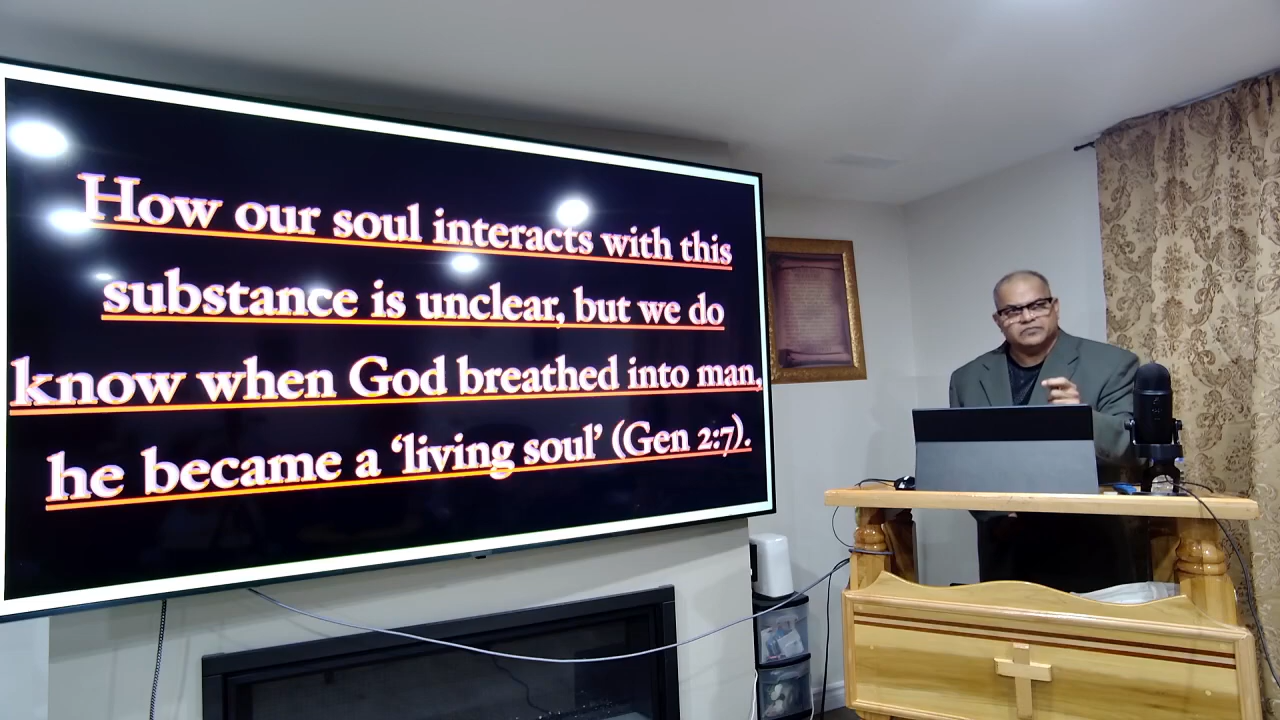 How our soul interacts with this
substance is unclear, but we do
know when God breathed into man,
he became a ‘living soul’ (Gen 2:7).